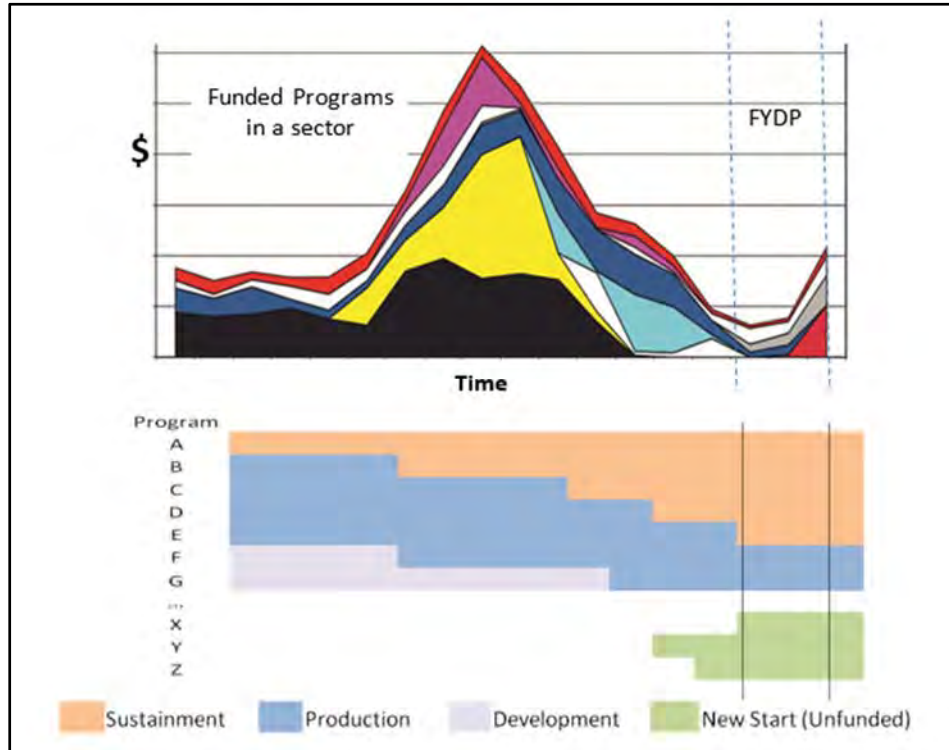 Funded Programs
in a sector
FYDP
$
Time
Program
A
B
C
D
E
F
G
...
X
Y
Z
Sustainment
Production
Development
New Start (Unfunded)